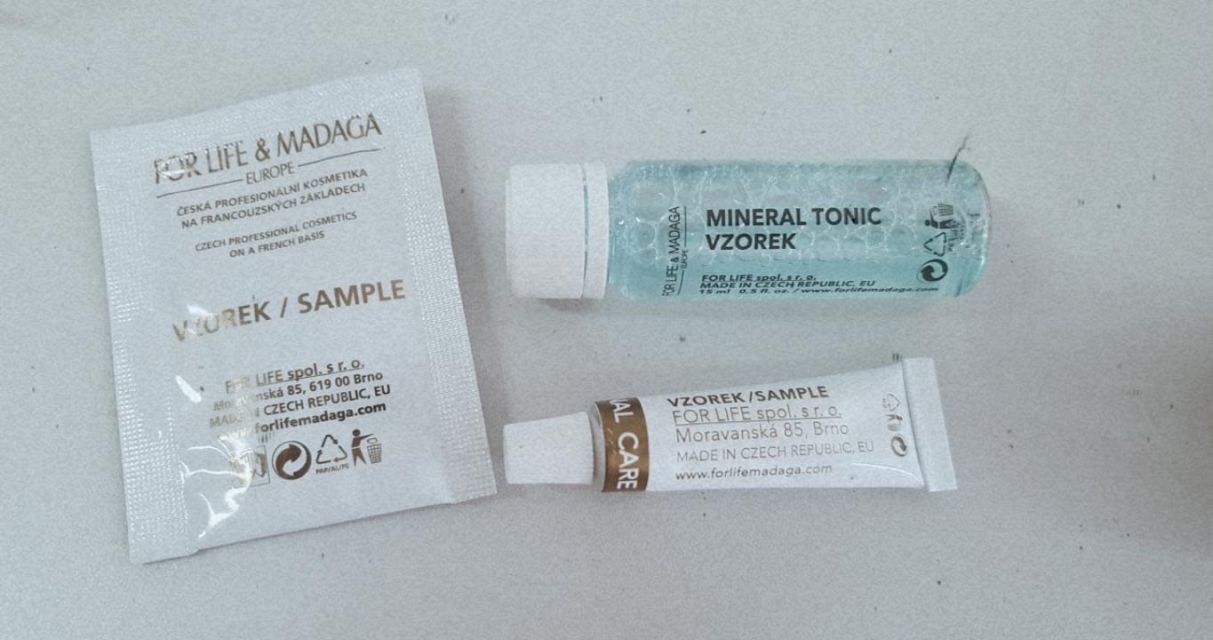 FOR LIFE & MADAGA
EUROPE
ČESKÁ PROFESIONÁLNÍ KOSMETIKA
NA FRANCOUZSKÝCH ZÁKLADECH
CZECH PROFESSIONAL COSMETICS
ON A FRENCH BASIS
VZOREK / SAMPLE
FOR LIFE spol. s r. o.
Moravanská 85, 619 00 Brno
MADE IN CZECH REPUBLIC, EU
www.forlifemadaga.com
PAP/ALU/PE
FOR LIFE & MADAGA
EUROPE
MINERAL TONIC
VZOREK
FOR LIFE spol. s r. o.
MADE IN CZECH REPUBLIC, EU
15 ml 0.5 fl. oz. / www.forlifemadaga.com
CARE
VZOREK/SAMPLE
FOR LIFE spol. s r. o.
Moravanská 85, Brno
MADE IN CZECH REPUBLIC, EU
www.forlifemadaga.com